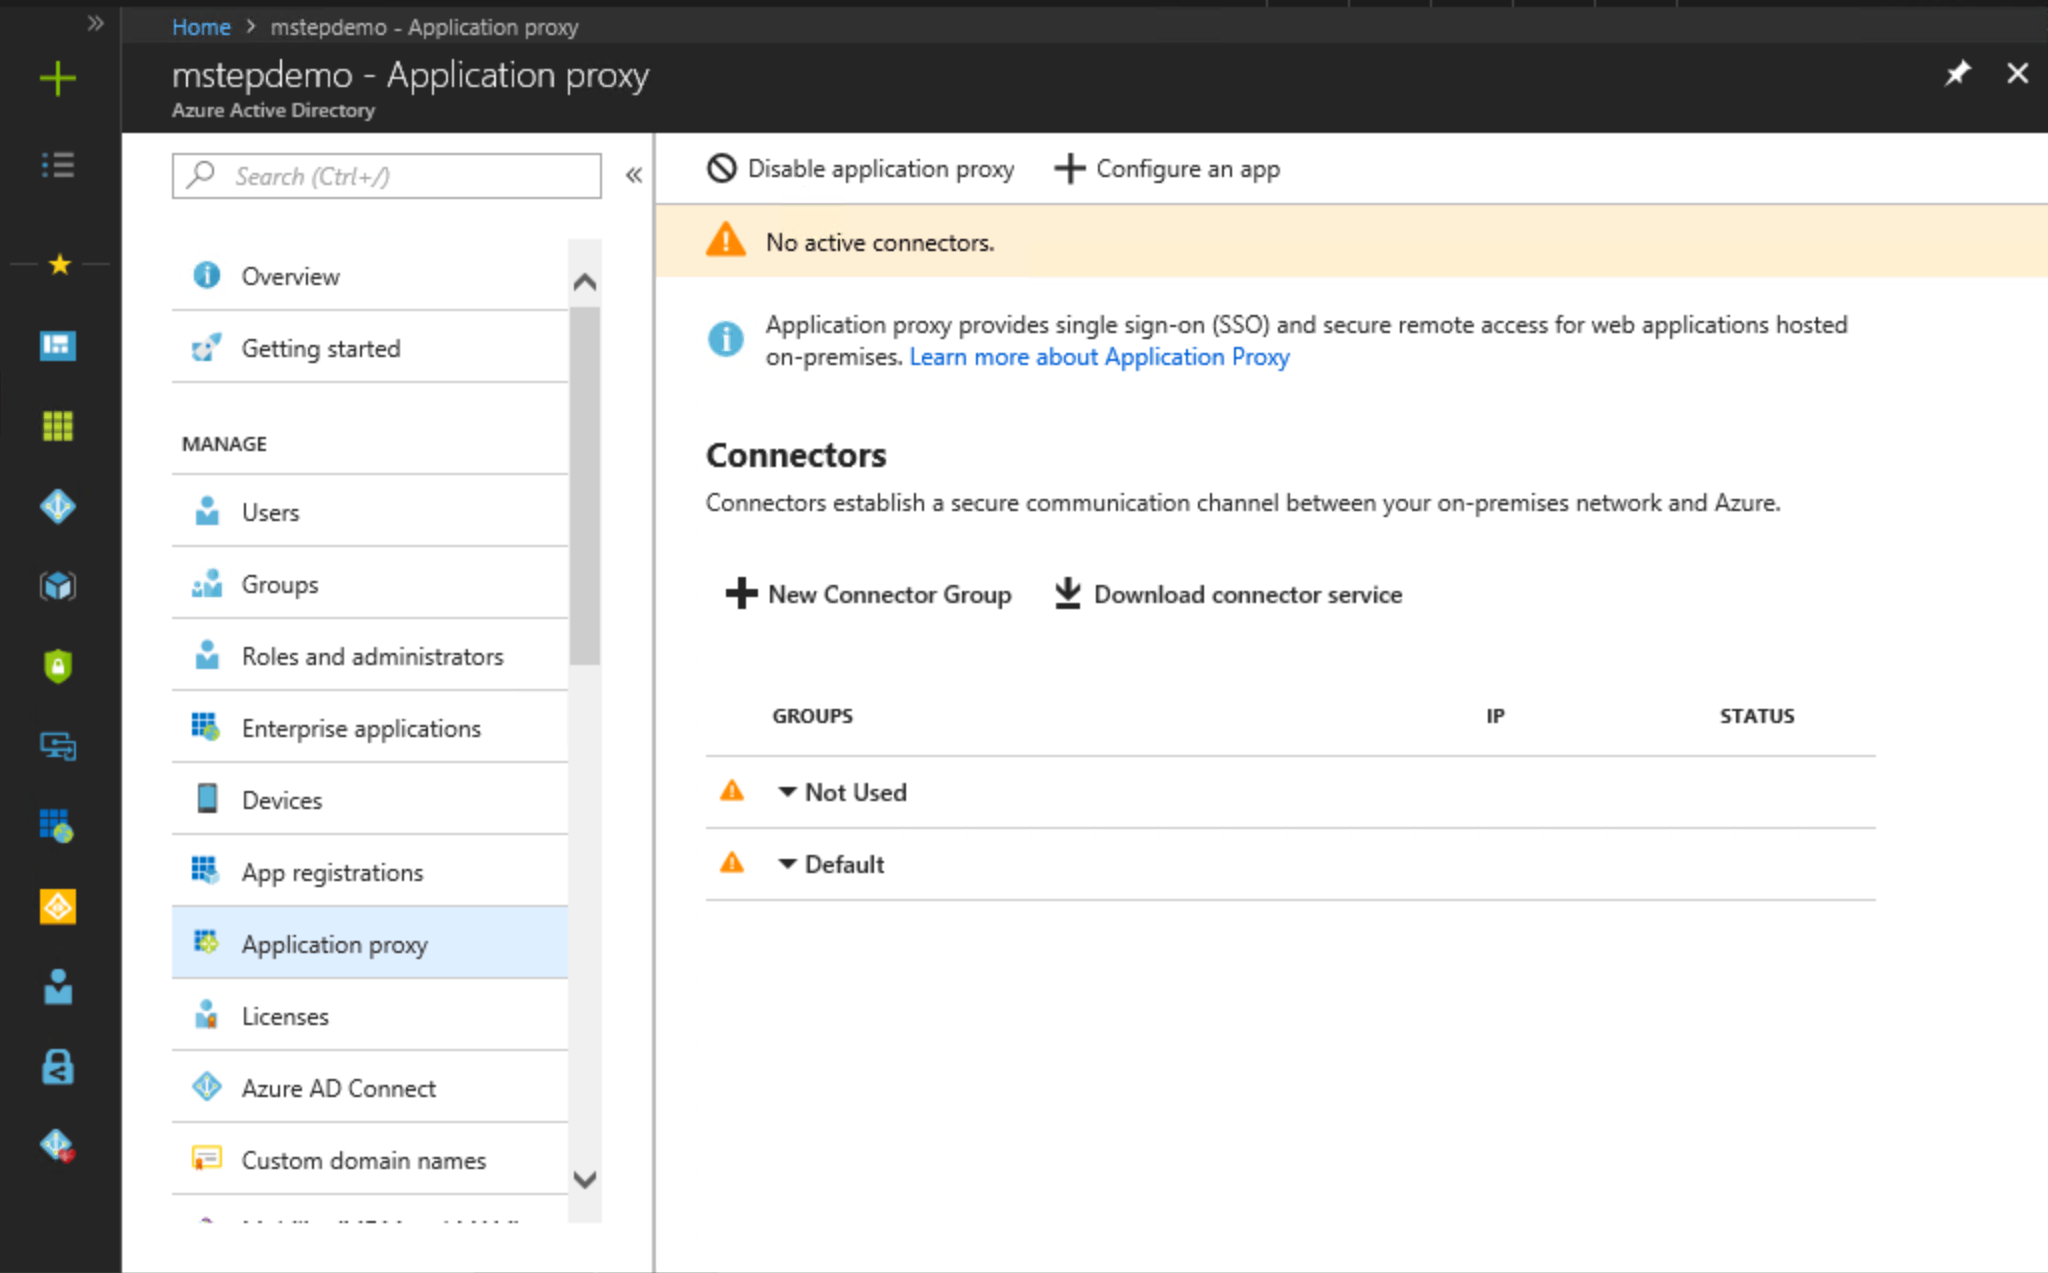 Home > mstepdemo - Application proxy
mstepdemo - Application proxy
Azure Active Directory
Search (Ctrl+/)
Overview
Getting started
MANAGE
Users
Groups
Roles and administrators
Enterprise applications
Devices
App registrations
Application proxy
Licenses
Azure AD Connect
Custom domain names
Disable application proxy
Configure an app
No active connectors.
Application proxy provides single sign-on (SSO) and secure remote access for web applications hosted
on-premises. Learn more about Application Proxy
Connectors
Connectors establish a secure communication channel between your on-premises network and Azure.
New Connector Group
Download connector service
GROUPS IP STATUS
Not Used
Default